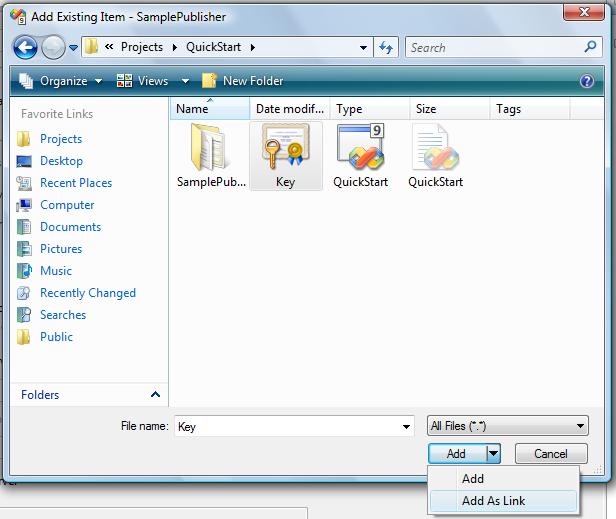 Add Existing Item - SamplePublisher
« Projects QuickStart
Search
Organize Views New Folder
Favorite Links
Projects
Desktop
Recent Places
Computer
Documents
Pictures
Music
Recently Changed
Searches
Public
Folders
Name Date modif... Type Size Tags
9
SamplePub... Key QuickStart QuickStart
File name: Key All Files (*.*)
Add Cancel
Add
Add As Link